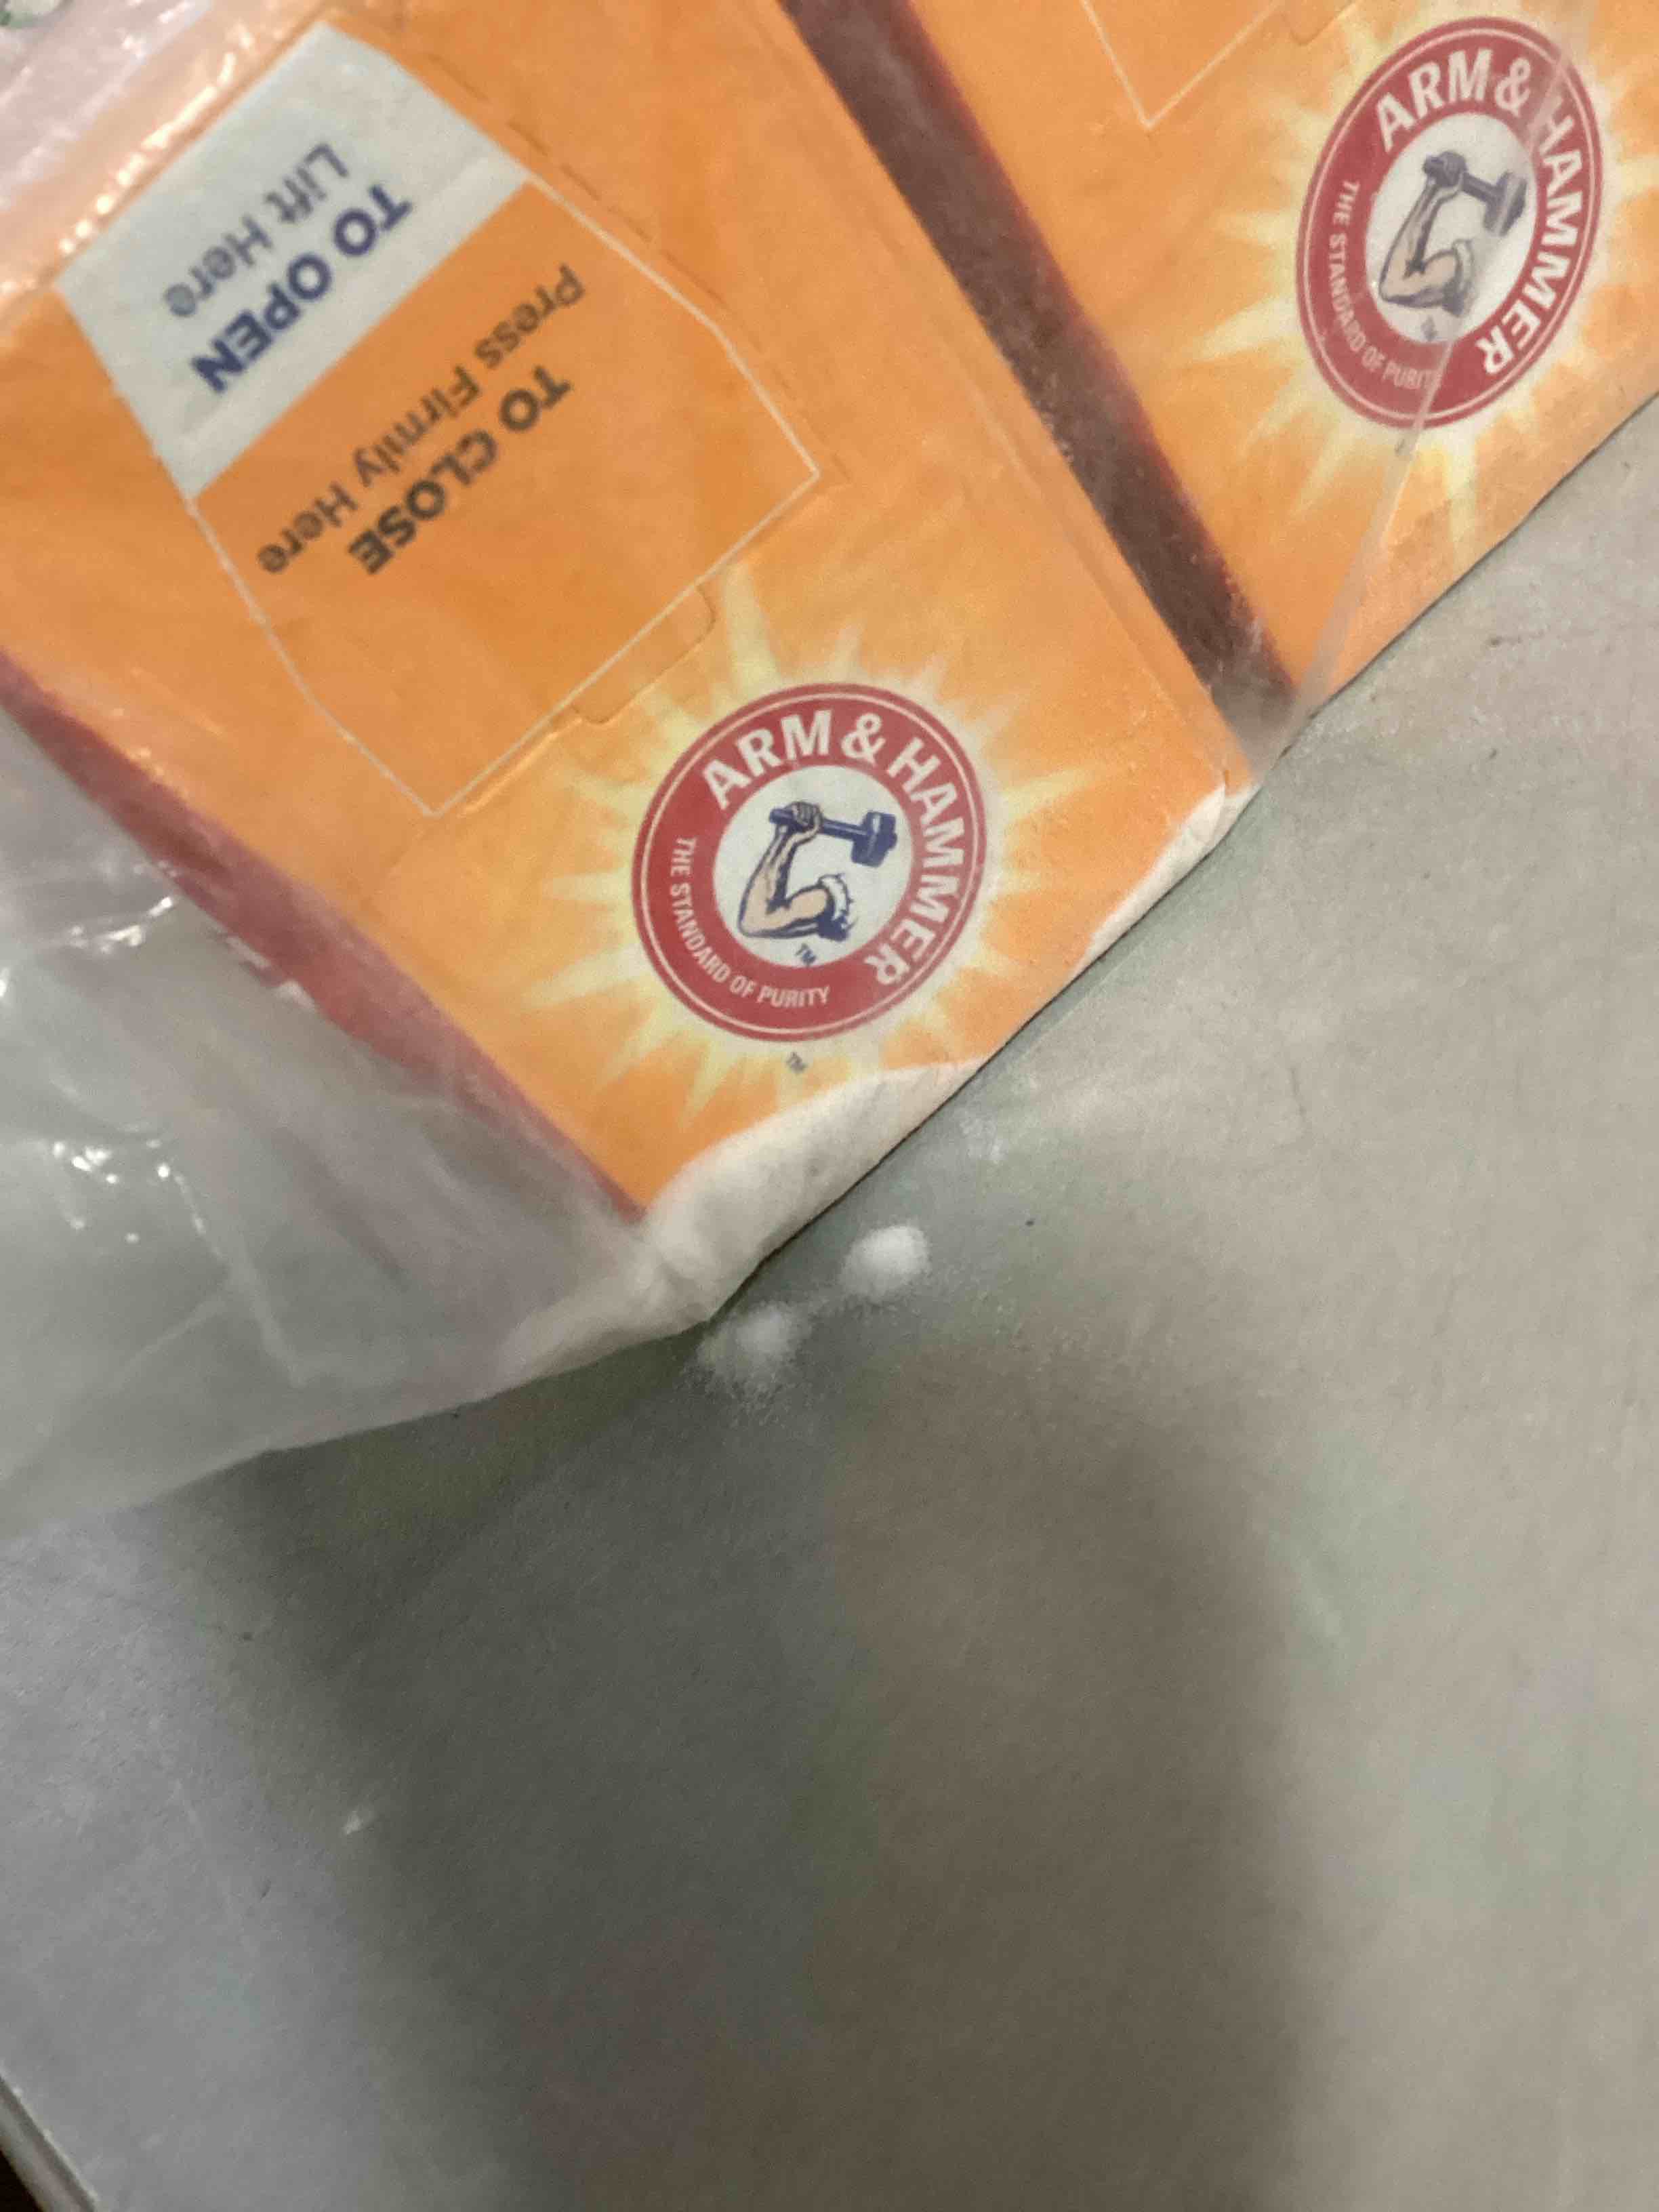 TO OPEN
Lift Here
TO CLOSE
Press Firmly Here
ARM & HAMMER
THE STANDARD OF PURITY
TM
TM
ARM & HAMMER
THE STANDARD OF PURITY
TM